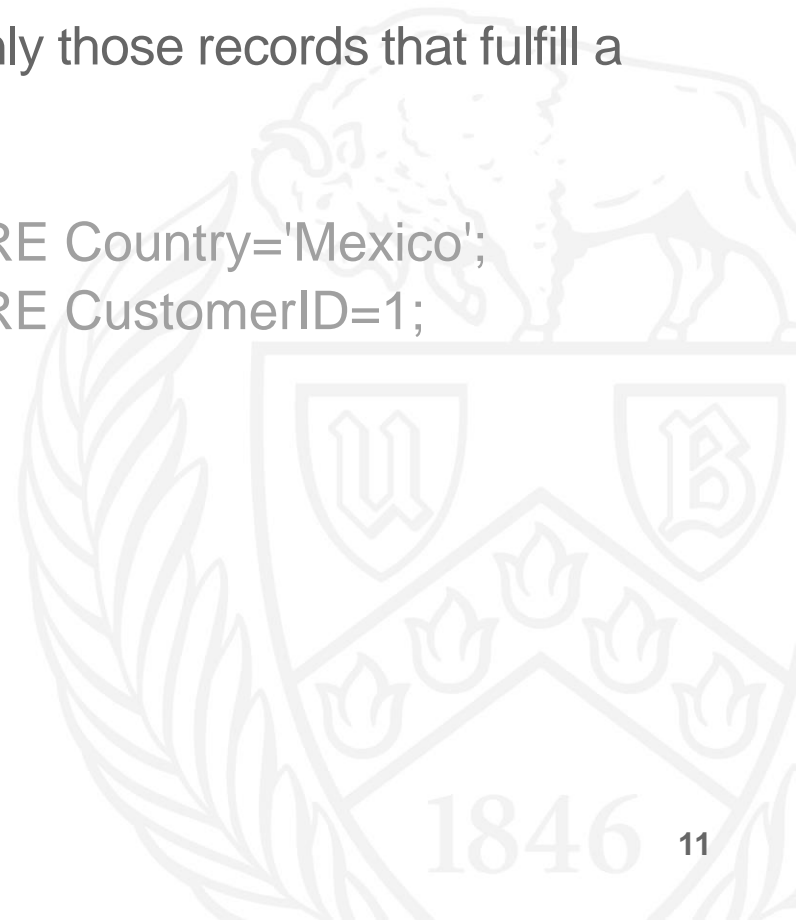 ly those records that fulfill a
RE Country='Mexico';
RE CustomerID=1;
U B
1846
11